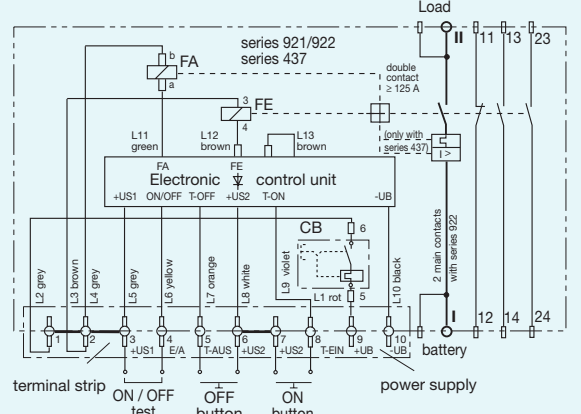 Load
II
11
13
23
series 921/922
series 437
b
FA
a
double
contact
≥ 125 A
3
FE
4
L11
green
L12
brown
L13
brown
(only with
series 437)
I >
FA
FE
Electronic control unit
+US1 ON/OFF T-OFF +US2 T-ON -UB
CB
6
5
L2 grey
L3 brown
L4 grey
L5 grey
L6 yellow
L7 orange
L8 white
L9 violet
L1 rot
L10 black
2 main contacts
with series 922
I
12
14
24
1
2
3
4
5
6
7
8
9
10
+US1 E/A T-AUS +US2 +US2 T-EIN +UB -UB
battery
terminal strip
power supply
ON / OFF
test
OFF
button
ON
button